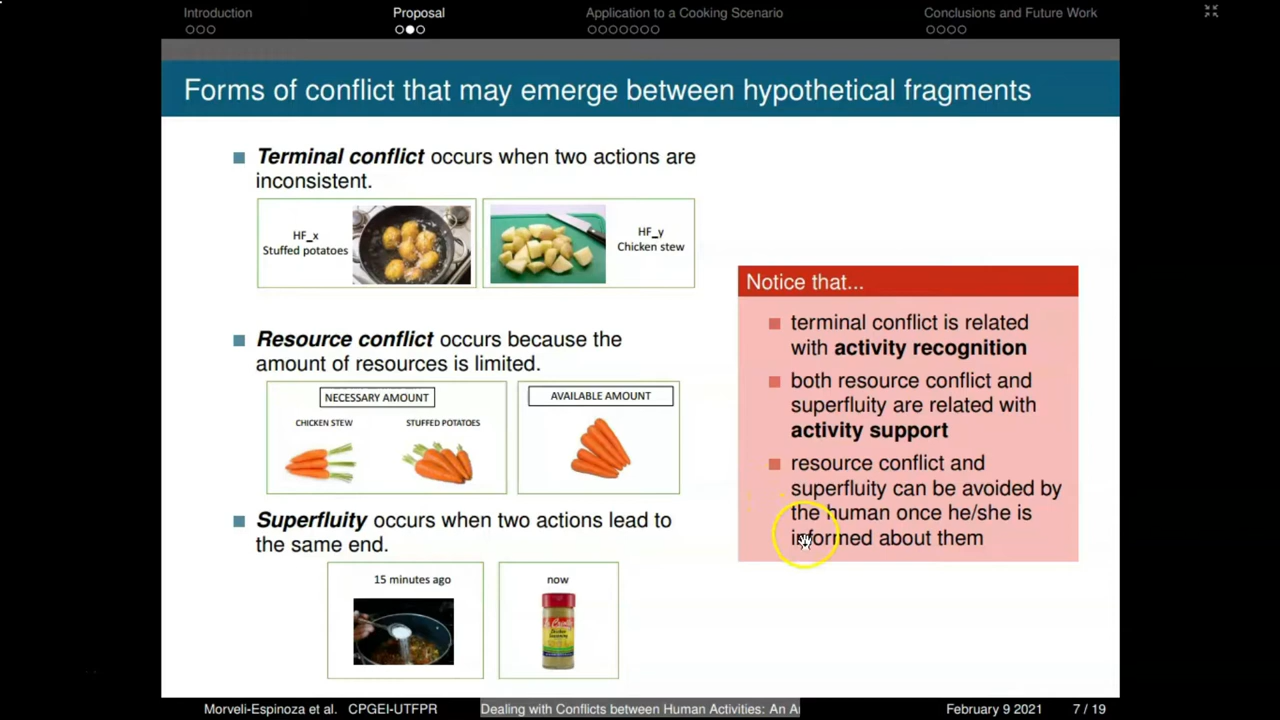 Introduction
Proposal
Application to a Cooking Scenario
Conclusions and Future Work
Forms of conflict that may emerge between hypothetical fragments
Terminal conflict occurs when two actions are
inconsistent.
HF_x
Stuffed potatoes
HF_y
Chicken stew
Resource conflict occurs because the
amount of resources is limited.
NECESSARY AMOUNT
CHICKEN STEW
STUFFED POTATOES
AVAILABLE AMOUNT
Superfluity occurs when two actions lead to
the same end.
15 minutes ago
now
Notice that...
terminal conflict is related
with activity recognition
both resource conflict and
superfluity are related with
activity support
resource conflict and
superfluity can be avoided by
the human once he/she is
informed about them
Morveli-Espinoza et al. CPGEI-UTFPR
Dealing with Conflicts between Human Activities: An
February 9 2021
7 / 19